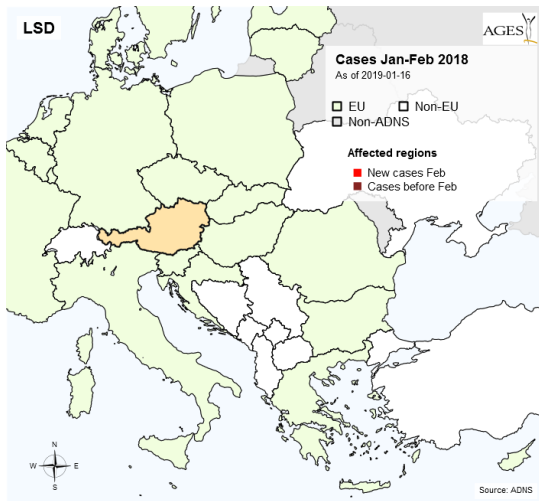 LSD
AGES
Cases Jan-Feb 2018
As of 2019-01-16
EU
Non-EU
Non-ADNS
Affected regions
New cases Feb
Cases before Feb
N
W
E
S
Source: ADNS